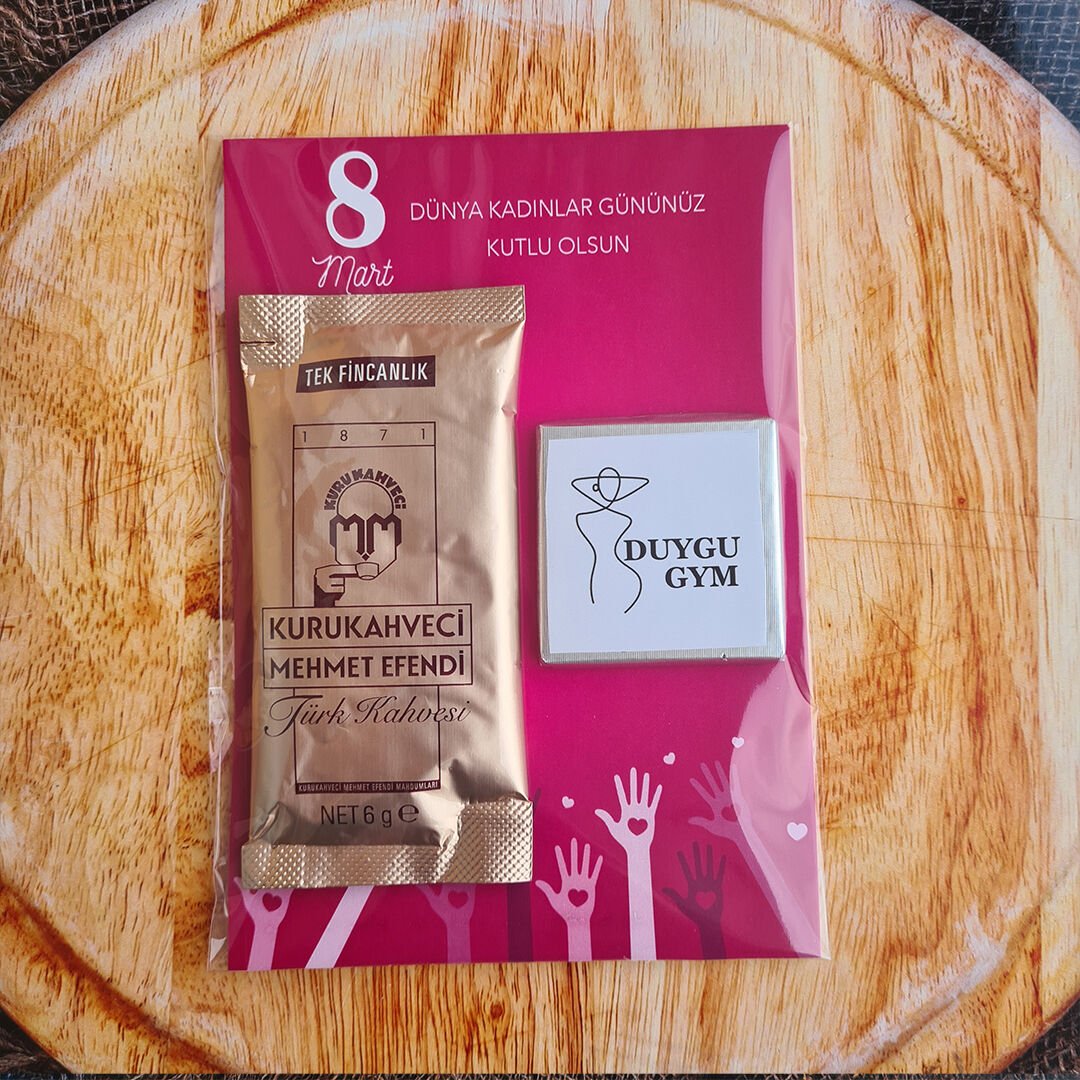 8
Mart
DÜNYA KADINLAR GÜNÜNÜZ
KUTLU OLSUN
TEK FİNCANLIK
1871
KURUKAHVECİ
MM
KURUKAHVECİ
MEHMET EFENDİ
Türk Kahvesi
KURUKAHVECİ MEHMET EFENDİ MAHDUMLARI
NET 6 g ℮
DUYGU
GYM